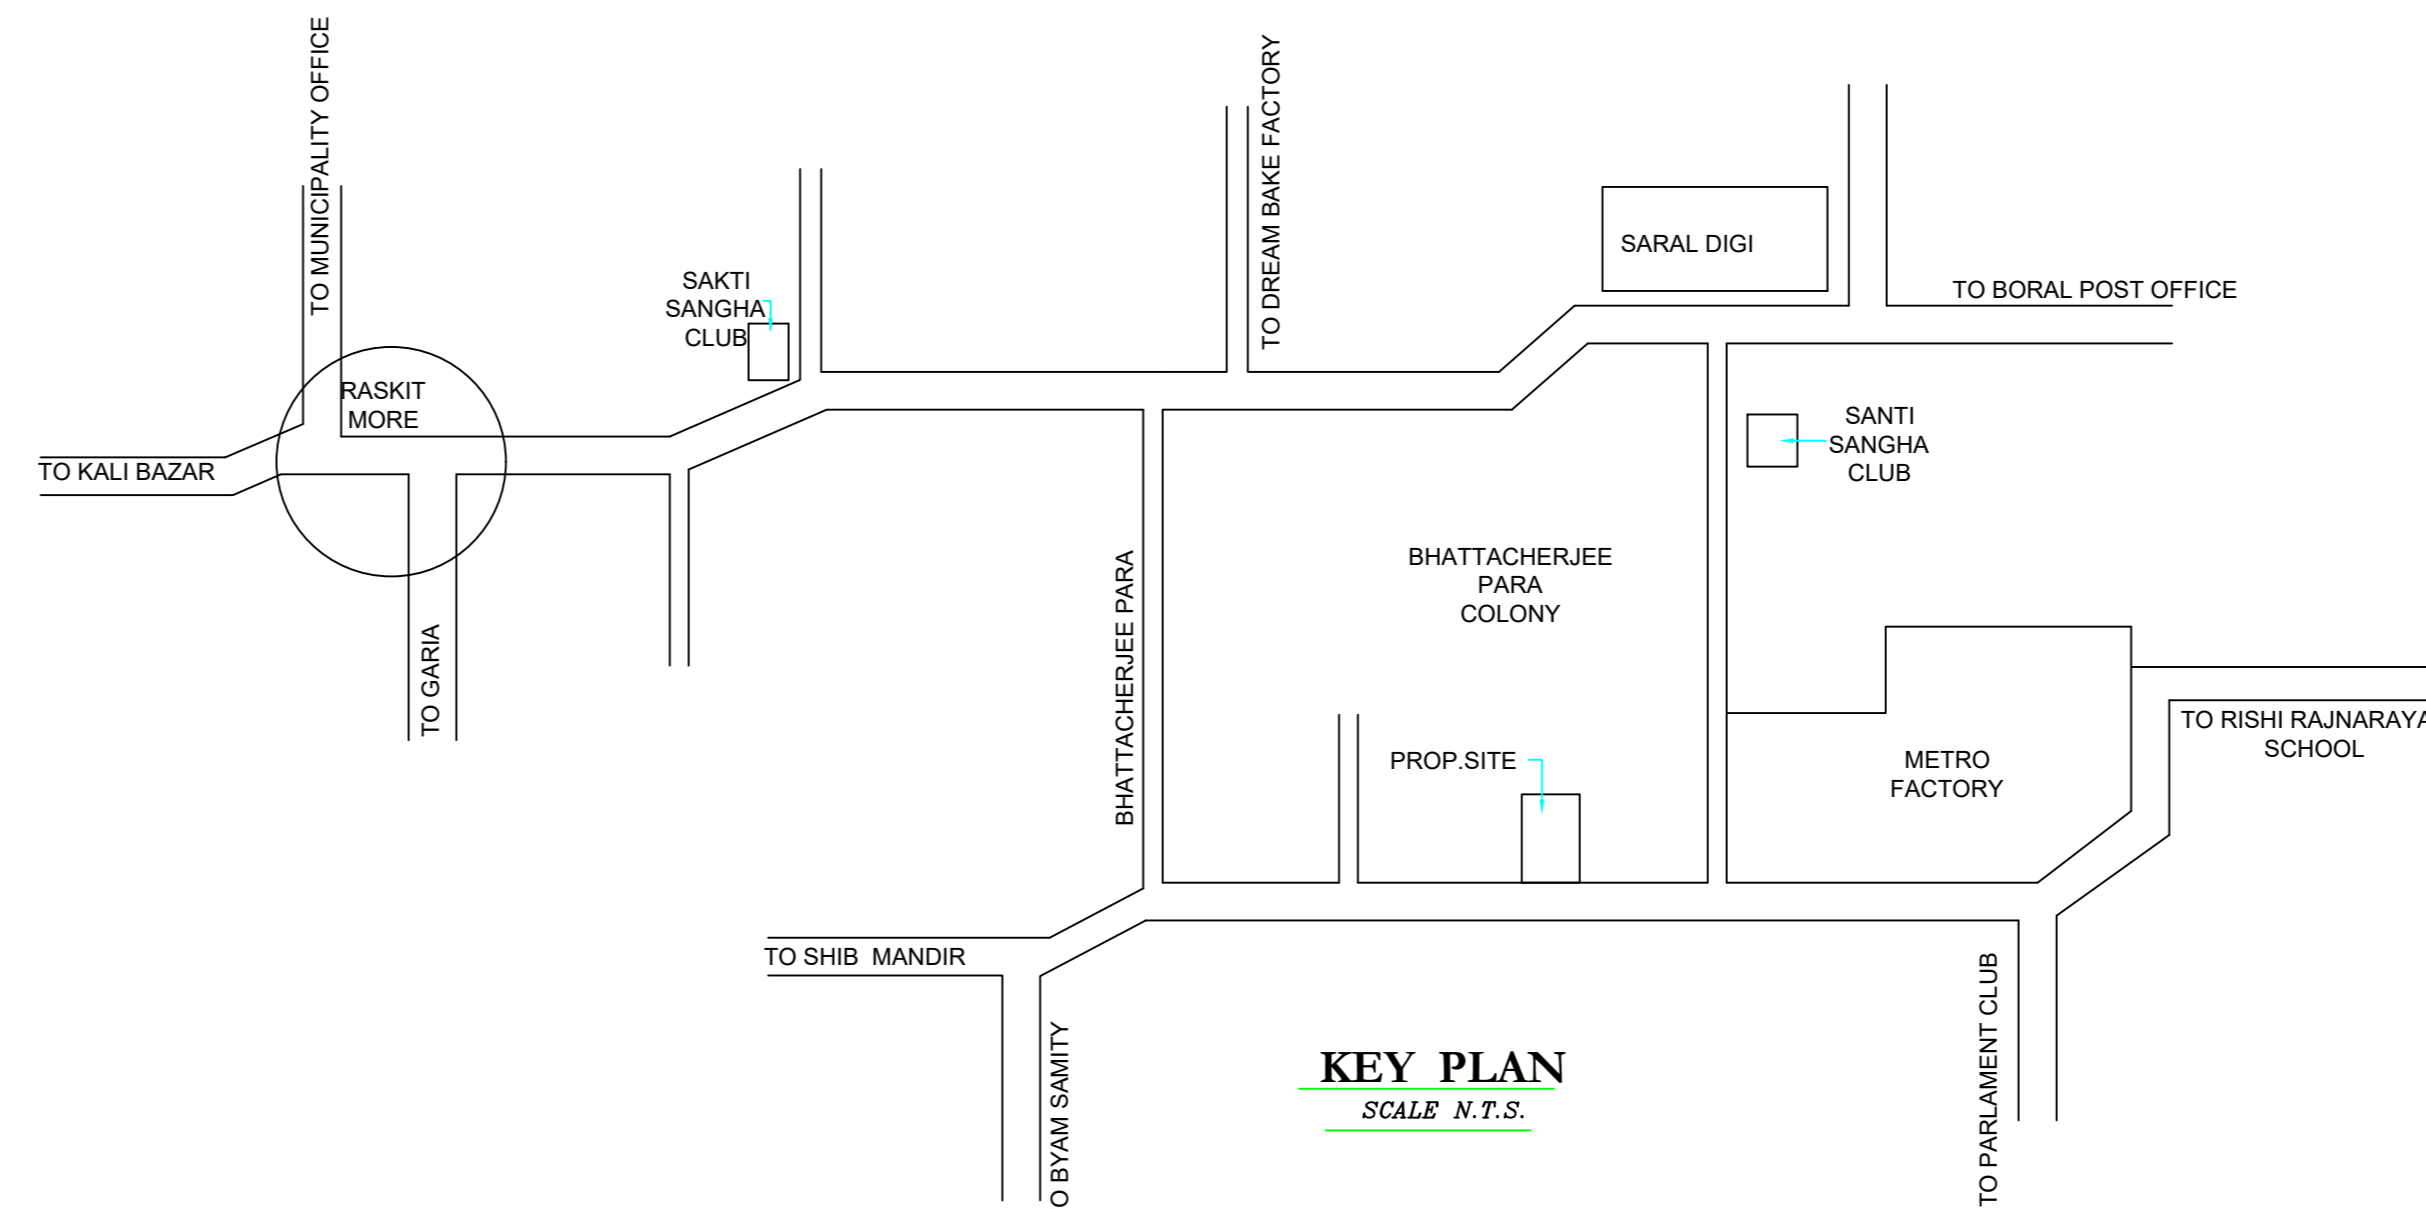 TO MUNICIPALITY OFFICE
TO DREAM BAKE FACTORY
SARAL DIGI
SAKTI
SANGHA
CLUB
TO BORAL POST OFFICE
RASKIT
MORE
TO KALI BAZAR
SANTI
SANGHA
CLUB
TO GARIA
BHATTACHERJEE PARA
BHATTACHERJEE
PARA
COLONY
TO RISHI RAJNARAYA
SCHOOL
PROP.SITE
METRO
FACTORY
TO SHIB MANDIR
O BYAM SAMITY
TO PARLAMENT CLUB
KEY PLAN
SCALE N.T.S.